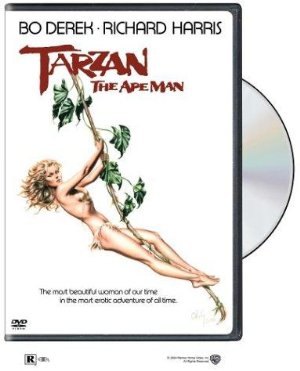 BO DEREK · RICHARD HARRIS
TARZAN
THE APE MAN
The most beautiful woman of our time
in the most erotic adventure of all time.
DVD
VIDEO
R